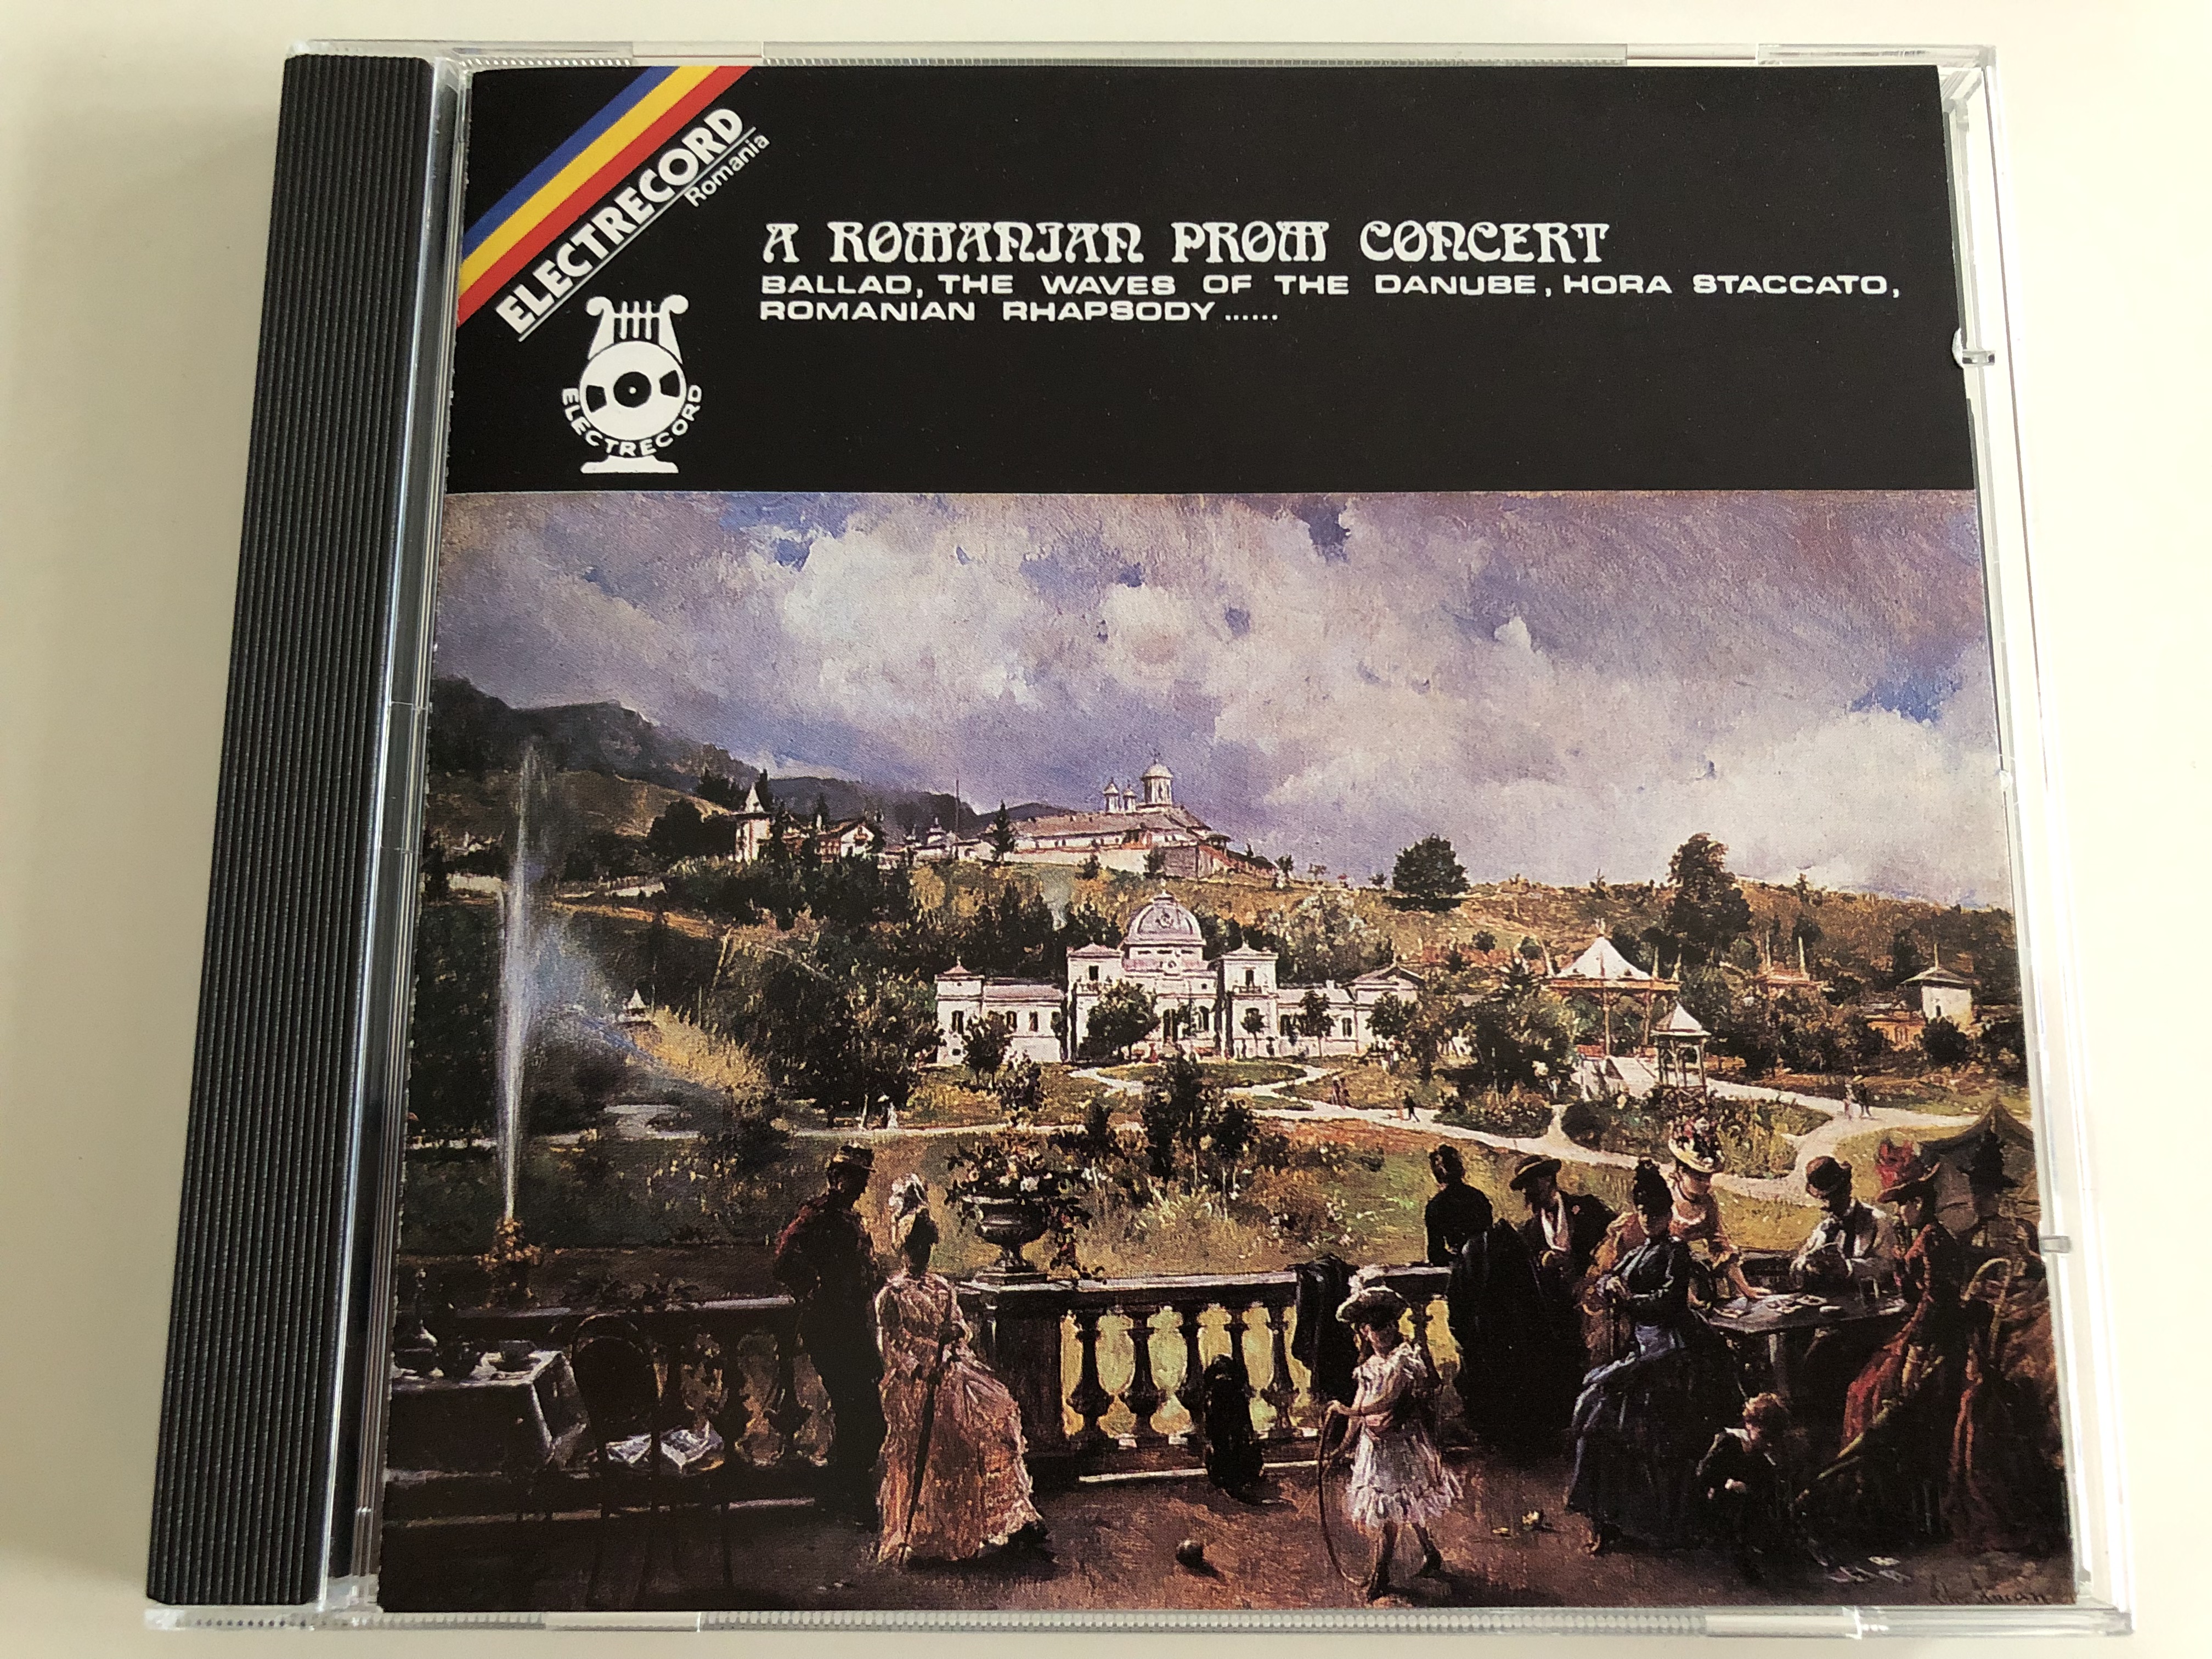 ELECTRECORD
Romania
A ROMANIAN PROM CONCERT
BALLAD, THE WAVES OF THE DANUBE, HORA STACCATO,
ROMANIAN RHAPSODY ......
ELECTRECORD